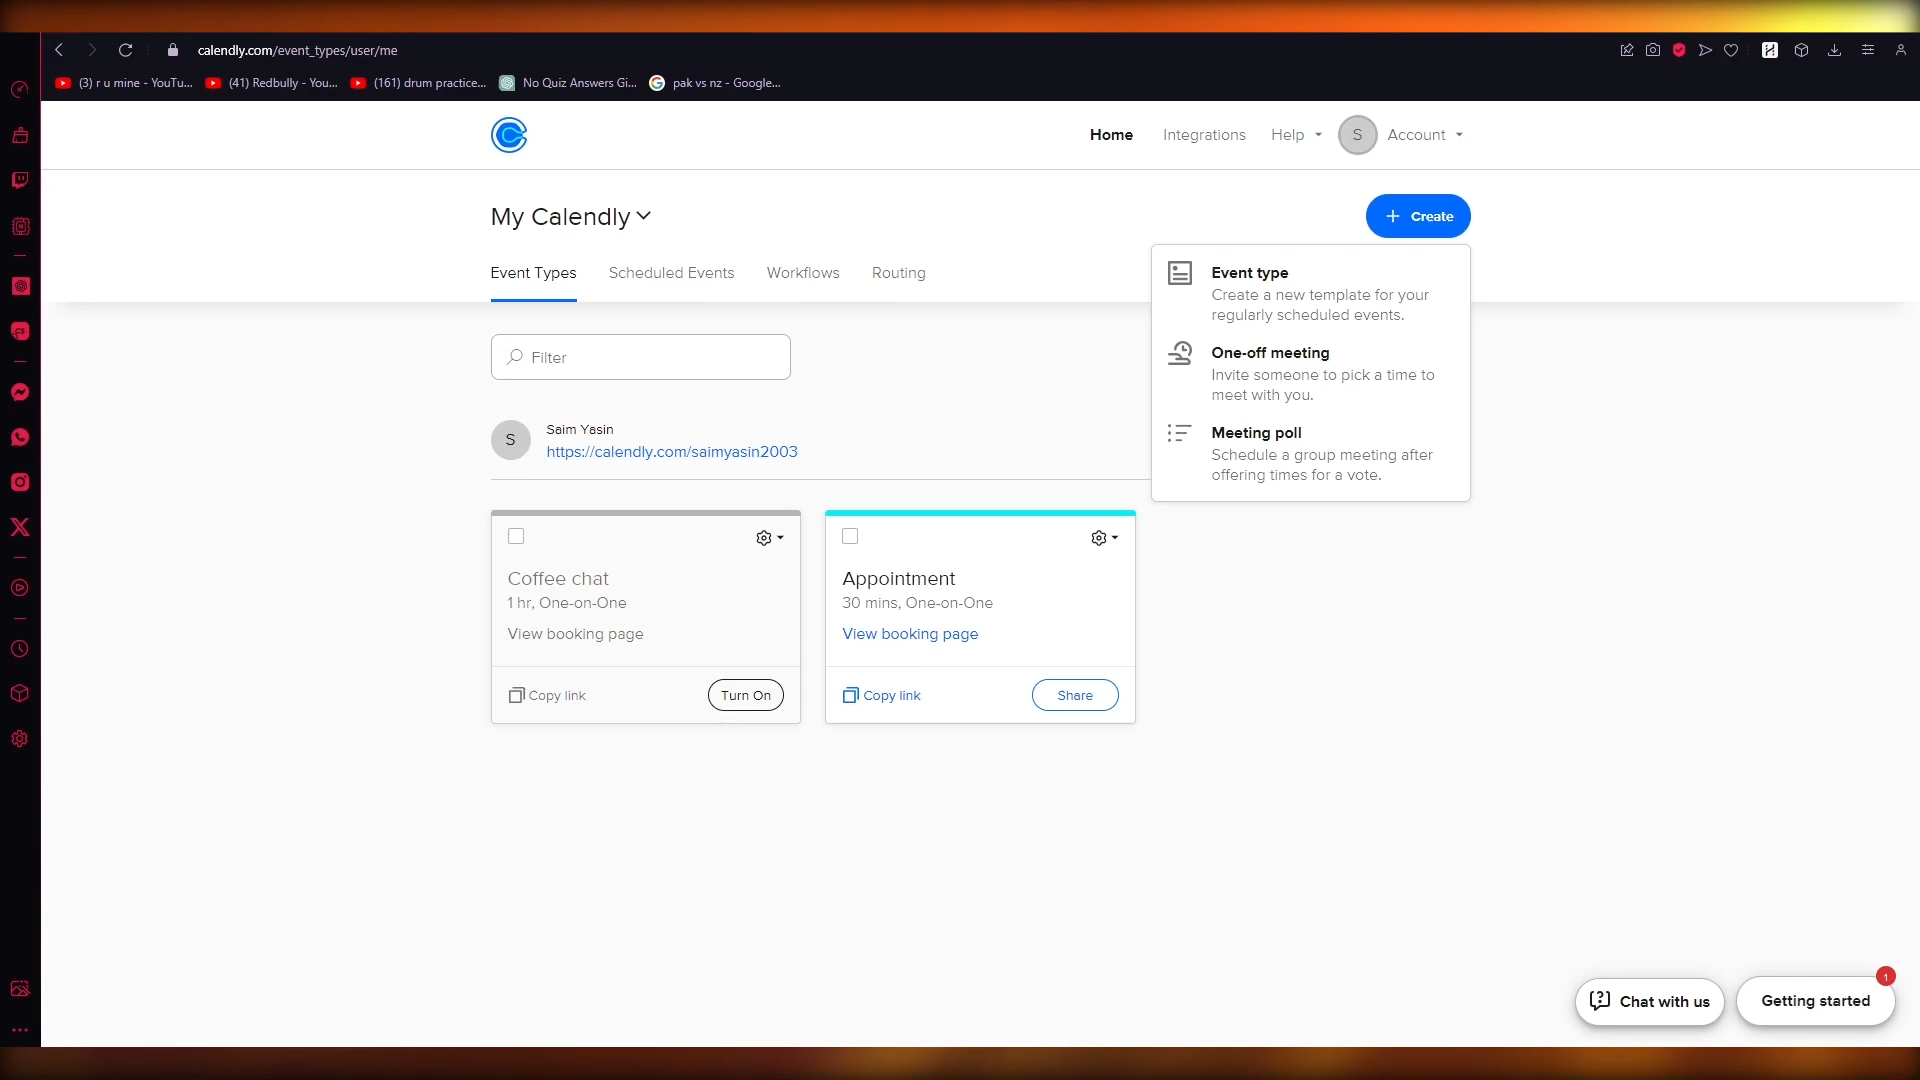 calendly.com/event_types/user/me
(3) r u mine - YouTu...
(41) Redbully - You...
(161) drum practice...
No Quiz Answers Gi...
pak vs nz - Google...
Home
Integrations
Help
S
Account
My Calendly
+ Create
Event Types
Scheduled Events
Workflows
Routing
Event type
Create a new template for your
regularly scheduled events.
One-off meeting
Invite someone to pick a time to
meet with you.
Meeting poll
Schedule a group meeting after
offering times for a vote.
Filter
S
Saim Yasin
https://calendly.com/saimyasin2003
Coffee chat
1 hr, One-on-One
View booking page
Copy link
Turn On
Appointment
30 mins, One-on-One
View booking page
Copy link
Share
Chat with us
Getting started
1